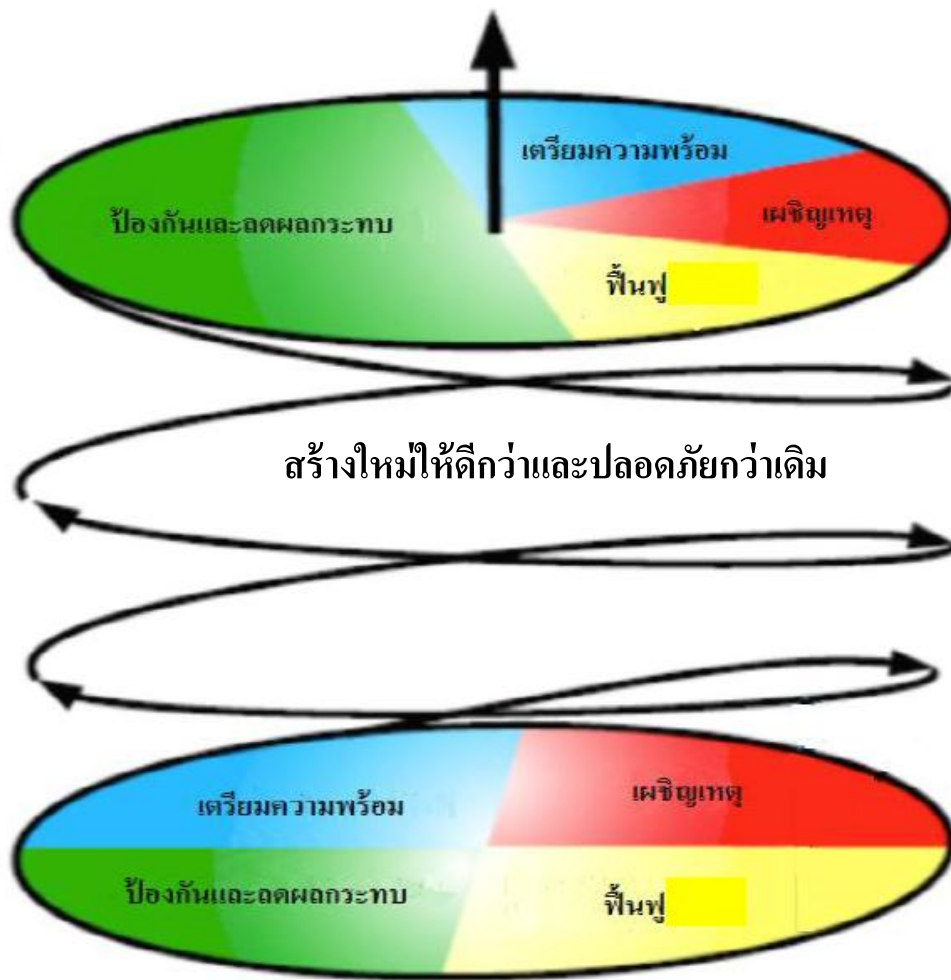 เตรียมความพร้อม
ป้องกันและลดผลกระทบ
เผชิญเหตุ
ฟื้นฟู
สร้างใหม่ให้ดีกว่าและปลอดภัยกว่าเดิม
เตรียมความพร้อม
เผชิญเหตุ
ป้องกันและลดผลกระทบ
ฟื้นฟู